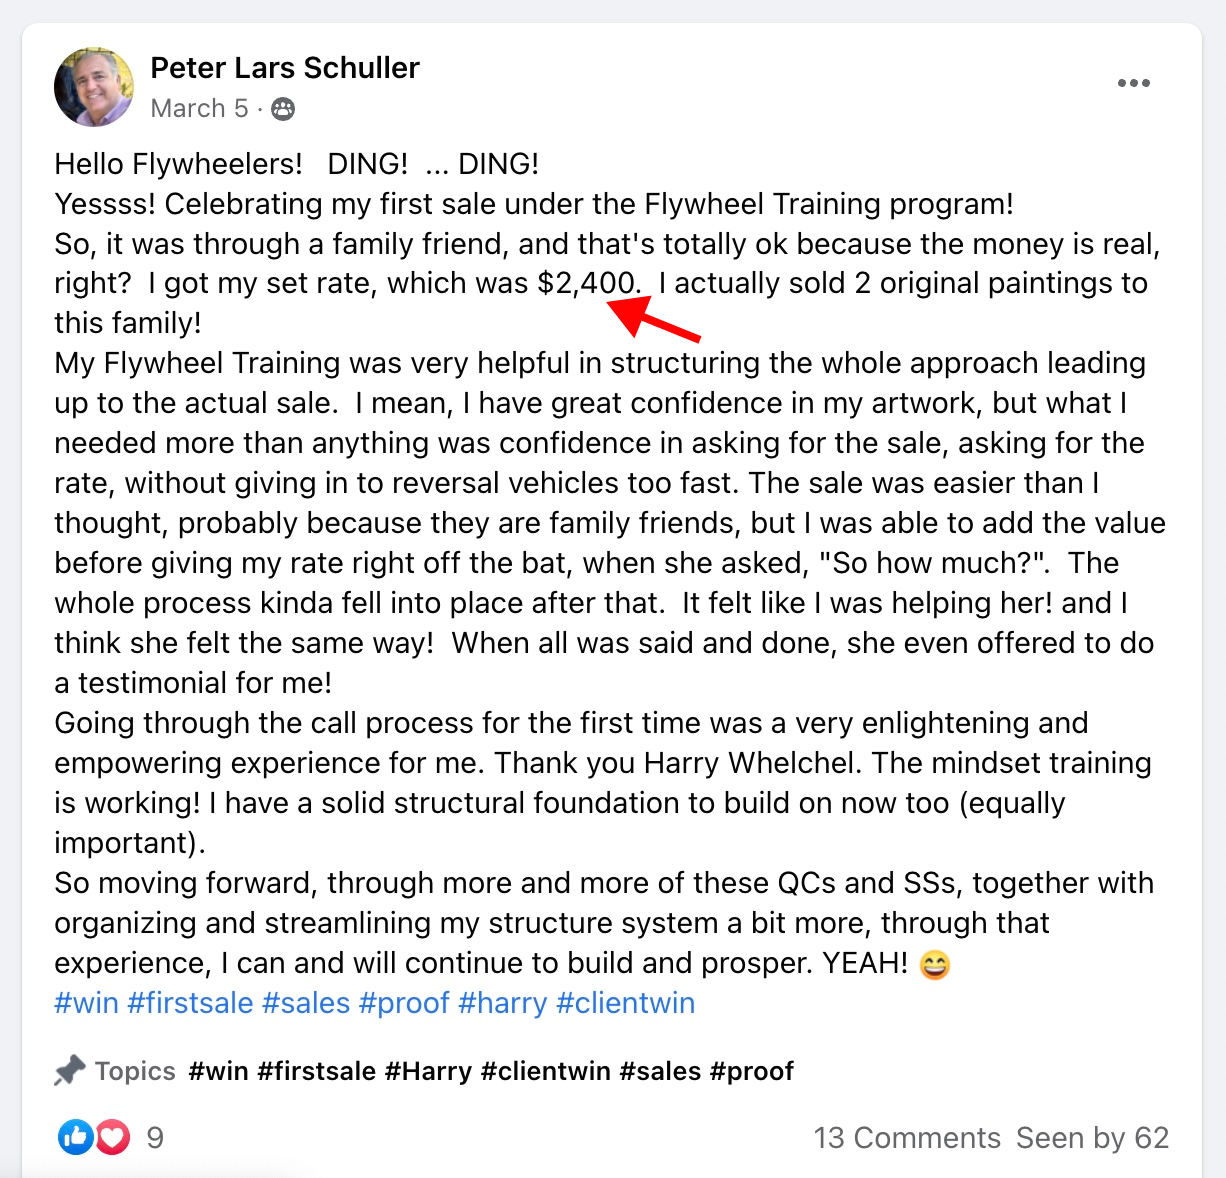 Peter Lars Schuller
March 5 ·
Hello Flywheelers!   DING!  ... DING!
Yessss! Celebrating my first sale under the Flywheel Training program!
So, it was through a family friend, and that's totally ok because the money is real,
right?  I got my set rate, which was $2,400.  I actually sold 2 original paintings to
this family!
My Flywheel Training was very helpful in structuring the whole approach leading
up to the actual sale.  I mean, I have great confidence in my artwork, but what I
needed more than anything was confidence in asking for the sale, asking for the
rate, without giving in to reversal vehicles too fast. The sale was easier than I
thought, probably because they are family friends, but I was able to add the value
before giving my rate right off the bat, when she asked, "So how much?".  The
whole process kinda fell into place after that.  It felt like I was helping her! and I
think she felt the same way!  When all was said and done, she even offered to do
a testimonial for me!
Going through the call process for the first time was a very enlightening and
empowering experience for me. Thank you Harry Whelchel. The mindset training
is working! I have a solid structural foundation to build on now too (equally
important).
So moving forward, through more and more of these QCs and SSs, together with
organizing and streamlining my structure system a bit more, through that
experience, I can and will continue to build and prosper. YEAH! 😄
#win #firstsale #sales #proof #harry #clientwin
Topics #win #firstsale #Harry #clientwin #sales #proof
9 13 Comments Seen by 62